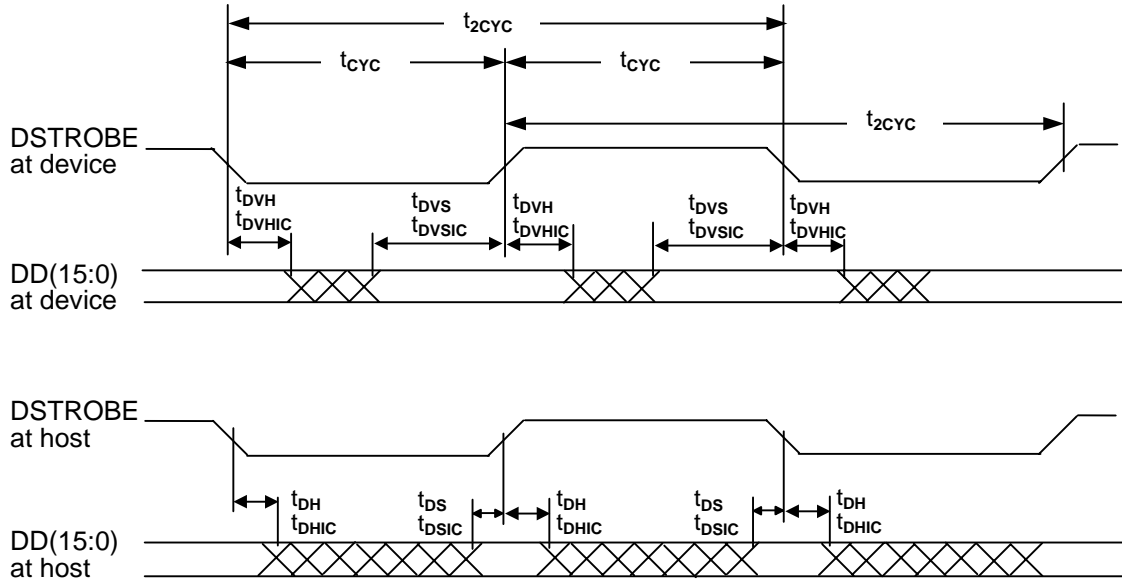 t2CYC
tCYC
tCYC
t2CYC
DSTROBE
at device
tDVH
tDVHIC
tDVS
tDVSIC
tDVH
tDVHIC
tDVS
tDVSIC
tDVH
tDVHIC
DD(15:0)
at device
DSTROBE
at host
tDH
tDHIC
tDS
tDSIC
tDH
tDHIC
tDS
tDSIC
tDH
tDHIC
DD(15:0)
at host